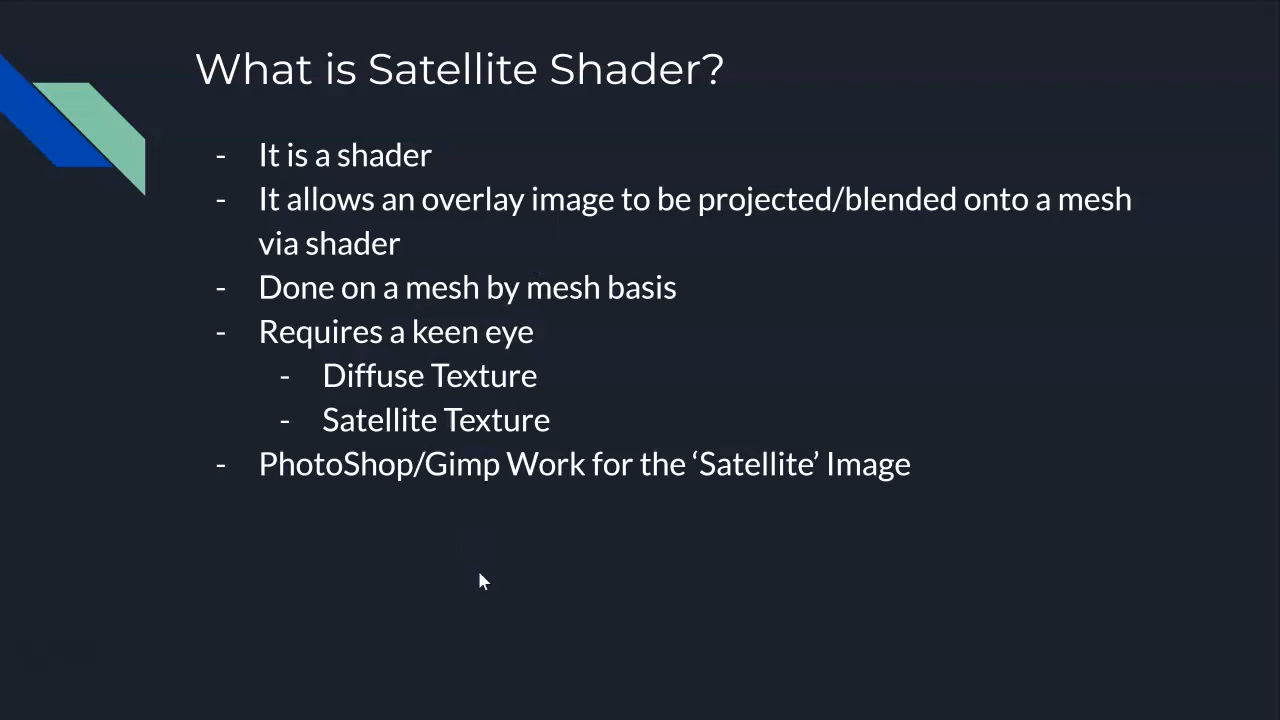 What is Satellite Shader?
- It is a shader
- It allows an overlay image to be projected/blended onto a mesh
via shader
- Done on a mesh by mesh basis
- Requires a keen eye
- Diffuse Texture
- Satellite Texture
- PhotoShop/Gimp Work for the ‘Satellite’ Image